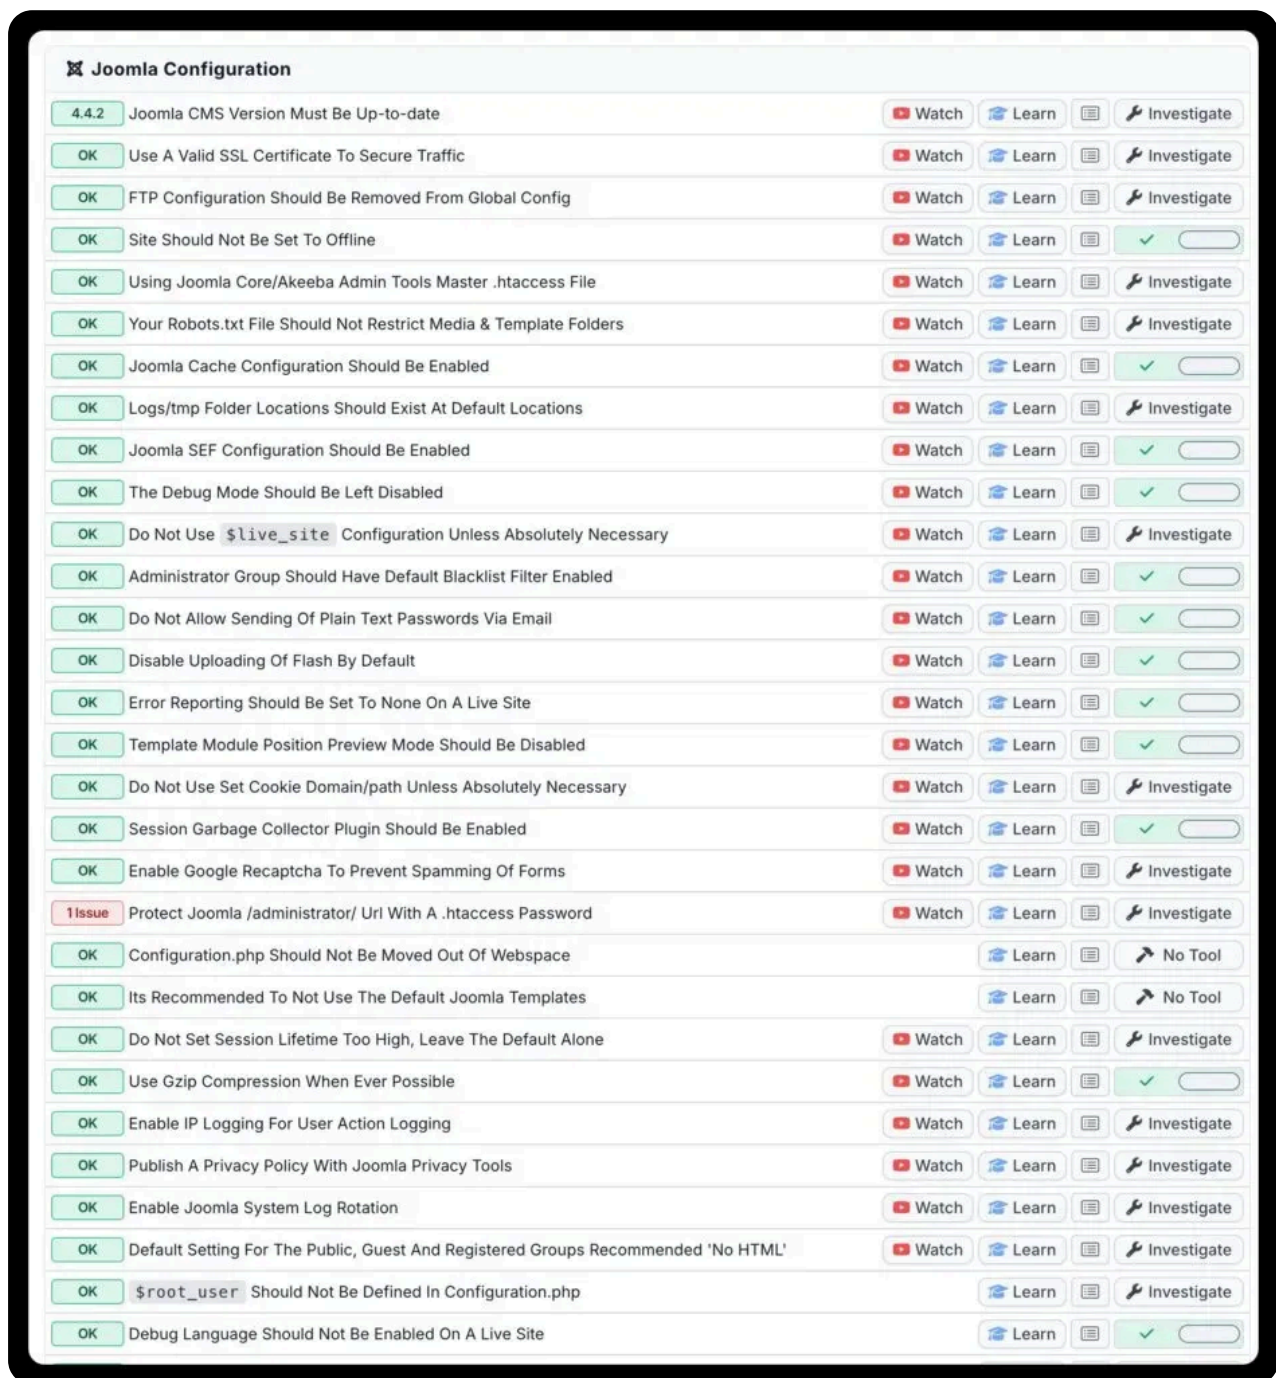 Joomla Configuration
4.4.2 Joomla CMS Version Must Be Up-to-date Watch Learn Investigate
OK Use A Valid SSL Certificate To Secure Traffic Watch Learn Investigate
OK FTP Configuration Should Be Removed From Global Config Watch Learn Investigate
OK Site Should Not Be Set To Offline Watch Learn
OK Using Joomla Core/Akeeba Admin Tools Master .htaccess File Watch Learn Investigate
OK Your Robots.txt File Should Not Restrict Media & Template Folders Watch Learn Investigate
OK Joomla Cache Configuration Should Be Enabled Watch Learn
OK Logs/tmp Folder Locations Should Exist At Default Locations Watch Learn Investigate
OK Joomla SEF Configuration Should Be Enabled Watch Learn
OK The Debug Mode Should Be Left Disabled Watch Learn
OK Do Not Use $live_site Configuration Unless Absolutely Necessary Watch Learn Investigate
OK Administrator Group Should Have Default Blacklist Filter Enabled Watch Learn
OK Do Not Allow Sending Of Plain Text Passwords Via Email Watch Learn
OK Disable Uploading Of Flash By Default Watch Learn
OK Error Reporting Should Be Set To None On A Live Site Watch Learn
OK Template Module Position Preview Mode Should Be Disabled Watch Learn
OK Do Not Use Set Cookie Domain/path Unless Absolutely Necessary Watch Learn Investigate
OK Session Garbage Collector Plugin Should Be Enabled Watch Learn
OK Enable Google Recaptcha To Prevent Spamming Of Forms Watch Learn Investigate
1 Issue Protect Joomla /administrator/ Url With A .htaccess Password Watch Learn Investigate
OK Configuration.php Should Not Be Moved Out Of Webspace Learn No Tool
OK Its Recommended To Not Use The Default Joomla Templates Learn No Tool
OK Do Not Set Session Lifetime Too High, Leave The Default Alone Watch Learn Investigate
OK Use Gzip Compression When Ever Possible Watch Learn
OK Enable IP Logging For User Action Logging Watch Learn Investigate
OK Publish A Privacy Policy With Joomla Privacy Tools Watch Learn Investigate
OK Enable Joomla System Log Rotation Watch Learn Investigate
OK Default Setting For The Public, Guest And Registered Groups Recommended 'No HTML' Watch Learn Investigate
OK $root_user Should Not Be Defined In Configuration.php Learn Investigate
OK Debug Language Should Not Be Enabled On A Live Site Learn